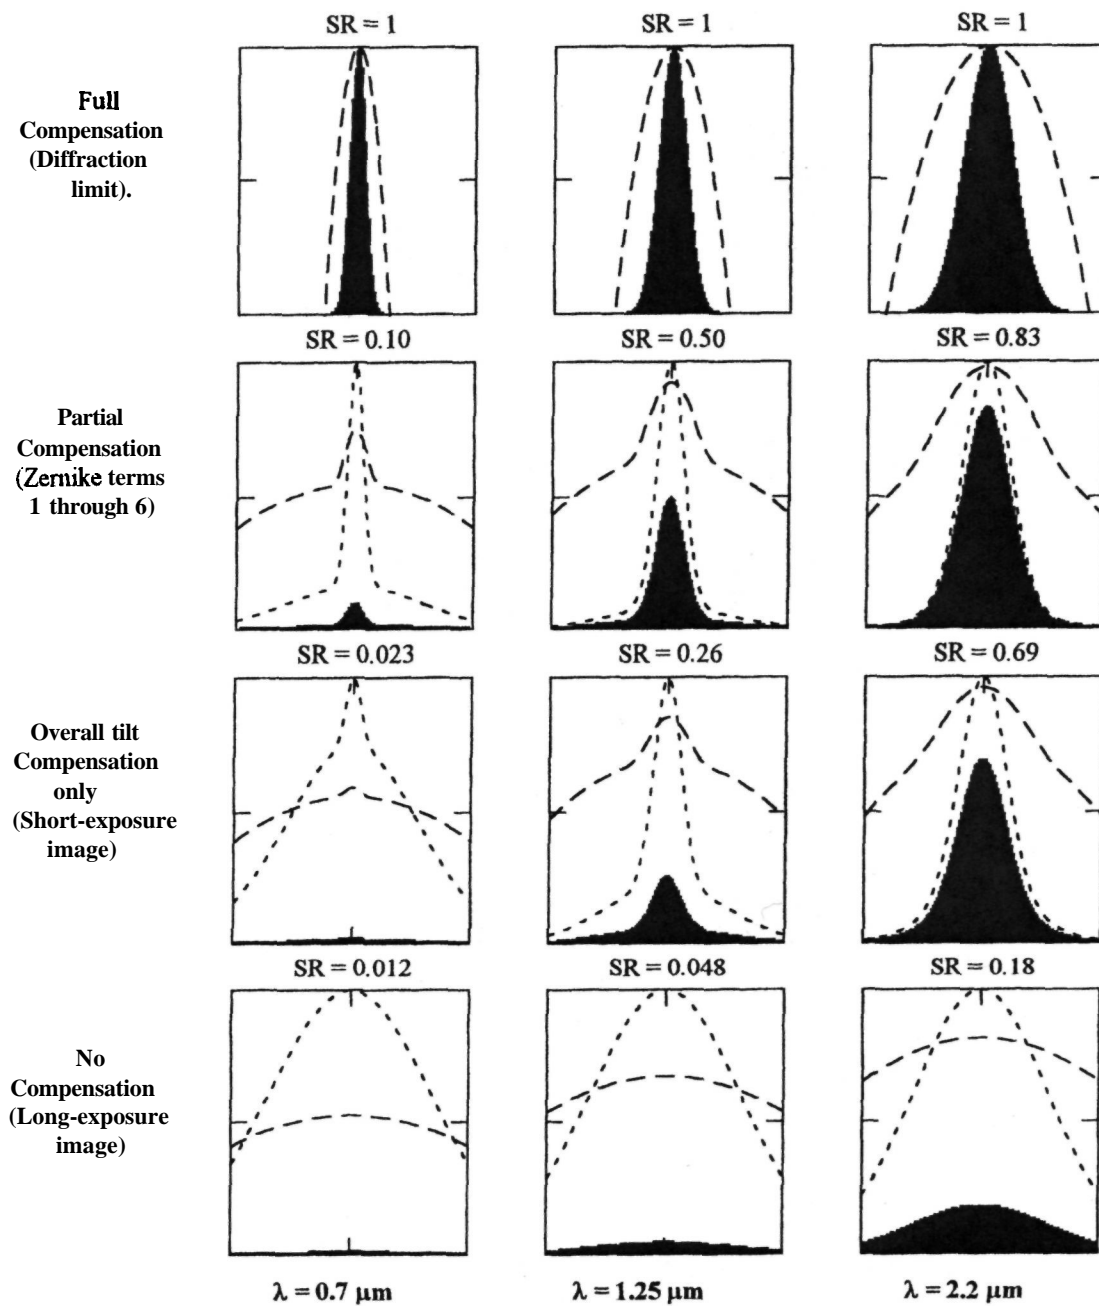 SR = 1
SR = 1
SR = 1
Full
Compensation
(Diffraction
limit).
SR = 0.10
SR = 0.50
SR = 0.83
Partial
Compensation
(Zernike terms
1 through 6)
SR = 0.023
SR = 0.26
SR = 0.69
Overall tilt
Compensation
only
(Short-exposure
image)
SR = 0.012
SR = 0.048
SR = 0.18
No
Compensation
(Long-exposure
image)
λ = 0.7 μm
λ = 1.25 μm
λ = 2.2 μm